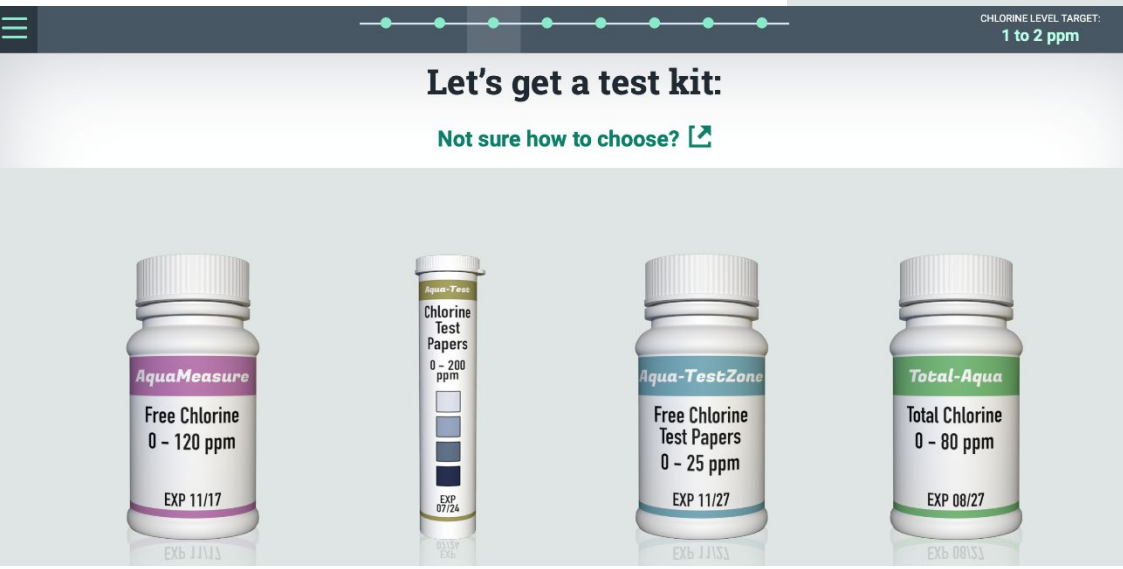 CHLORINE LEVEL TARGET:
1 to 2 ppm
Let's get a test kit:
Not sure how to choose?
AquaMeasure
Free Chlorine
0 - 120 ppm
EXP 11/17
Aqua-Test
Chlorine
Test
Papers
0 - 200
ppm
EXP
07/24
Aqua-TestZone
Free Chlorine
Test Papers
0 - 25 ppm
EXP 11/27
Total-Aqua
Total Chlorine
0 - 80 ppm
EXP 08/27